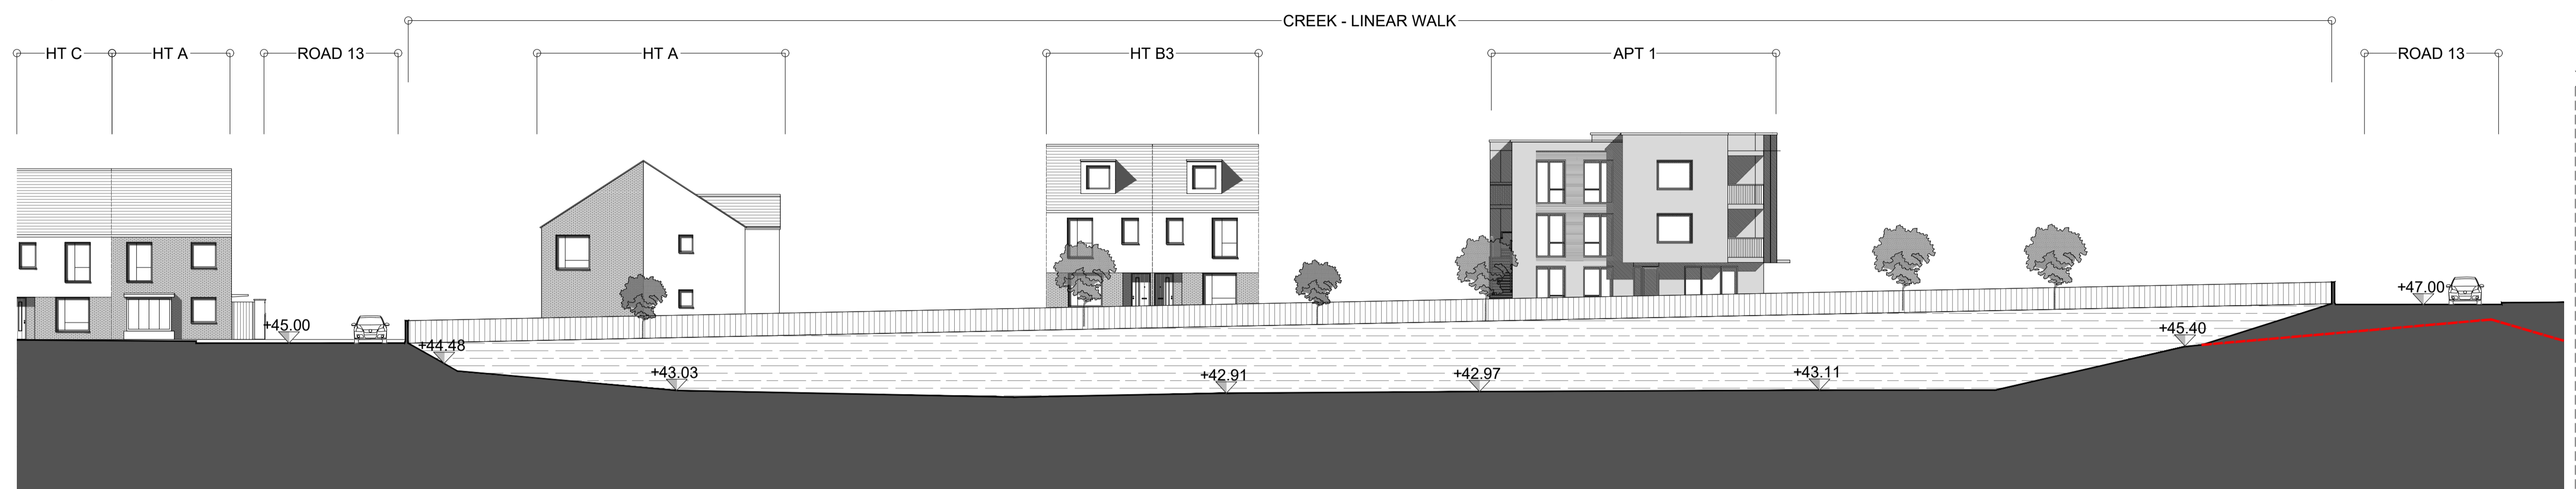 CREEK - LINEAR WALK
HT C
HT A
ROAD 13
HT A
HT B3
APT 1
ROAD 13
+45.00
+44.48
+43.03
+42.91
+42.97
+43.11
+45.40
+47.00